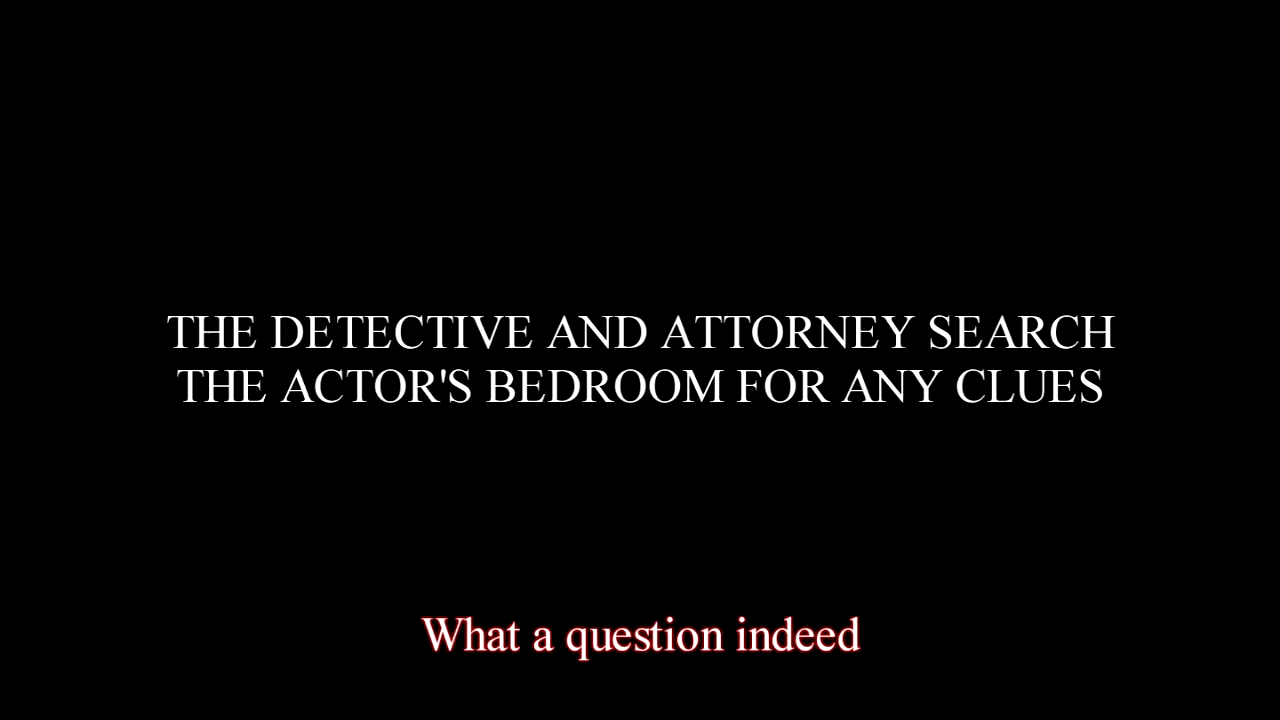 THE DETECTIVE AND ATTORNEY SEARCH
THE ACTOR'S BEDROOM FOR ANY CLUES
What a question indeed